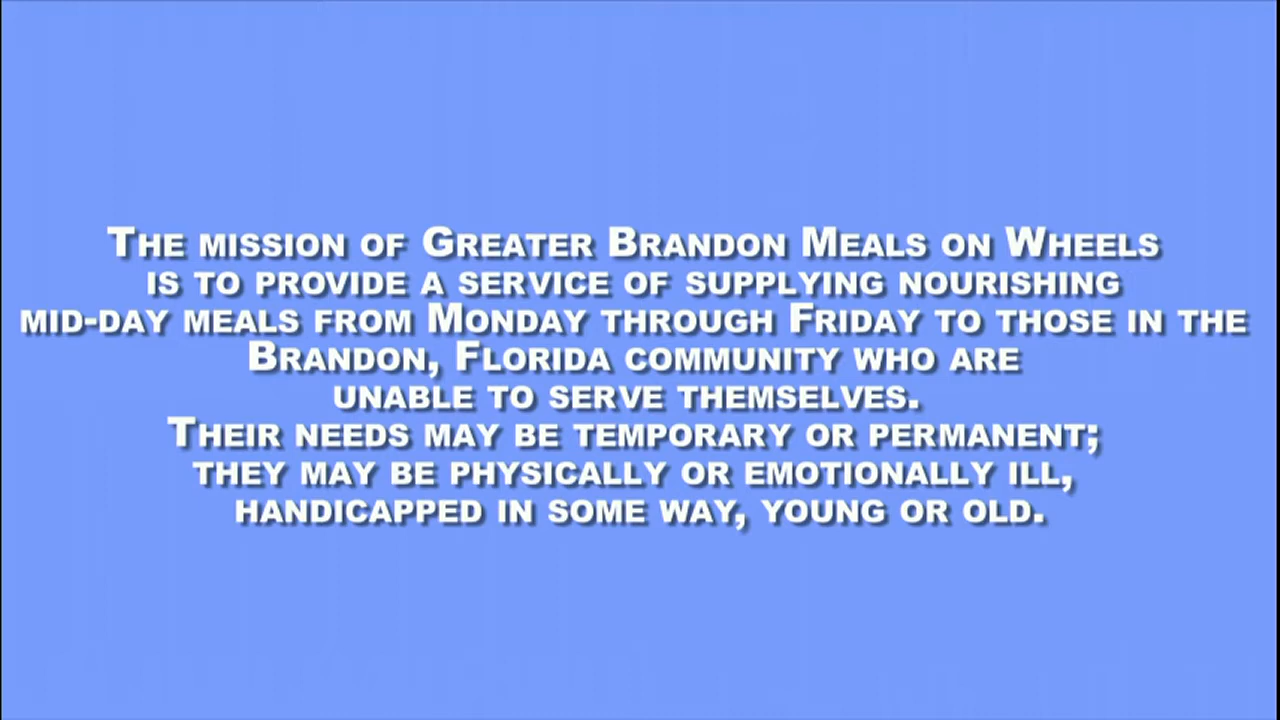 The mission of Greater Brandon Meals on Wheels
is to provide a service of supplying nourishing
mid-day meals from Monday through Friday to those in the
Brandon, Florida community who are
unable to serve themselves.
Their needs may be temporary or permanent;
they may be physically or emotionally ill,
handicapped in some way, young or old.